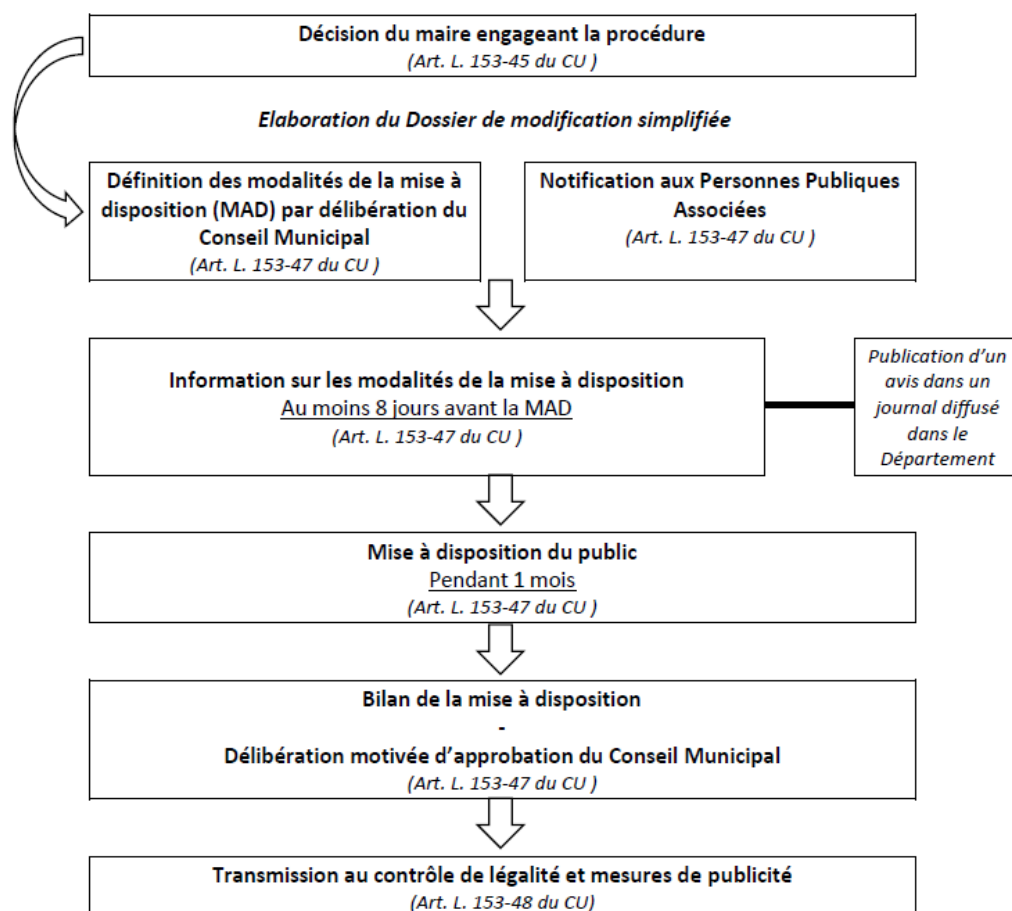 Décision du maire engageant la procédure
(Art. L. 153-45 du CU )
Elaboration du Dossier de modification simplifiée
Définition des modalités de la mise à
disposition (MAD) par délibération du
Conseil Municipal
(Art. L. 153-47 du CU )
Notification aux Personnes Publiques
Associées
(Art. L. 153-47 du CU )
Information sur les modalités de la mise à disposition
Au moins 8 jours avant la MAD
(Art. L. 153-47 du CU )
Publication d’un
avis dans un
journal diffusé
dans le
Département
Mise à disposition du public
Pendant 1 mois
(Art. L. 153-47 du CU )
Bilan de la mise à disposition
-
Délibération motivée d’approbation du Conseil Municipal
(Art. L. 153-47 du CU )
Transmission au contrôle de légalité et mesures de publicité
(Art. L. 153-48 du CU)